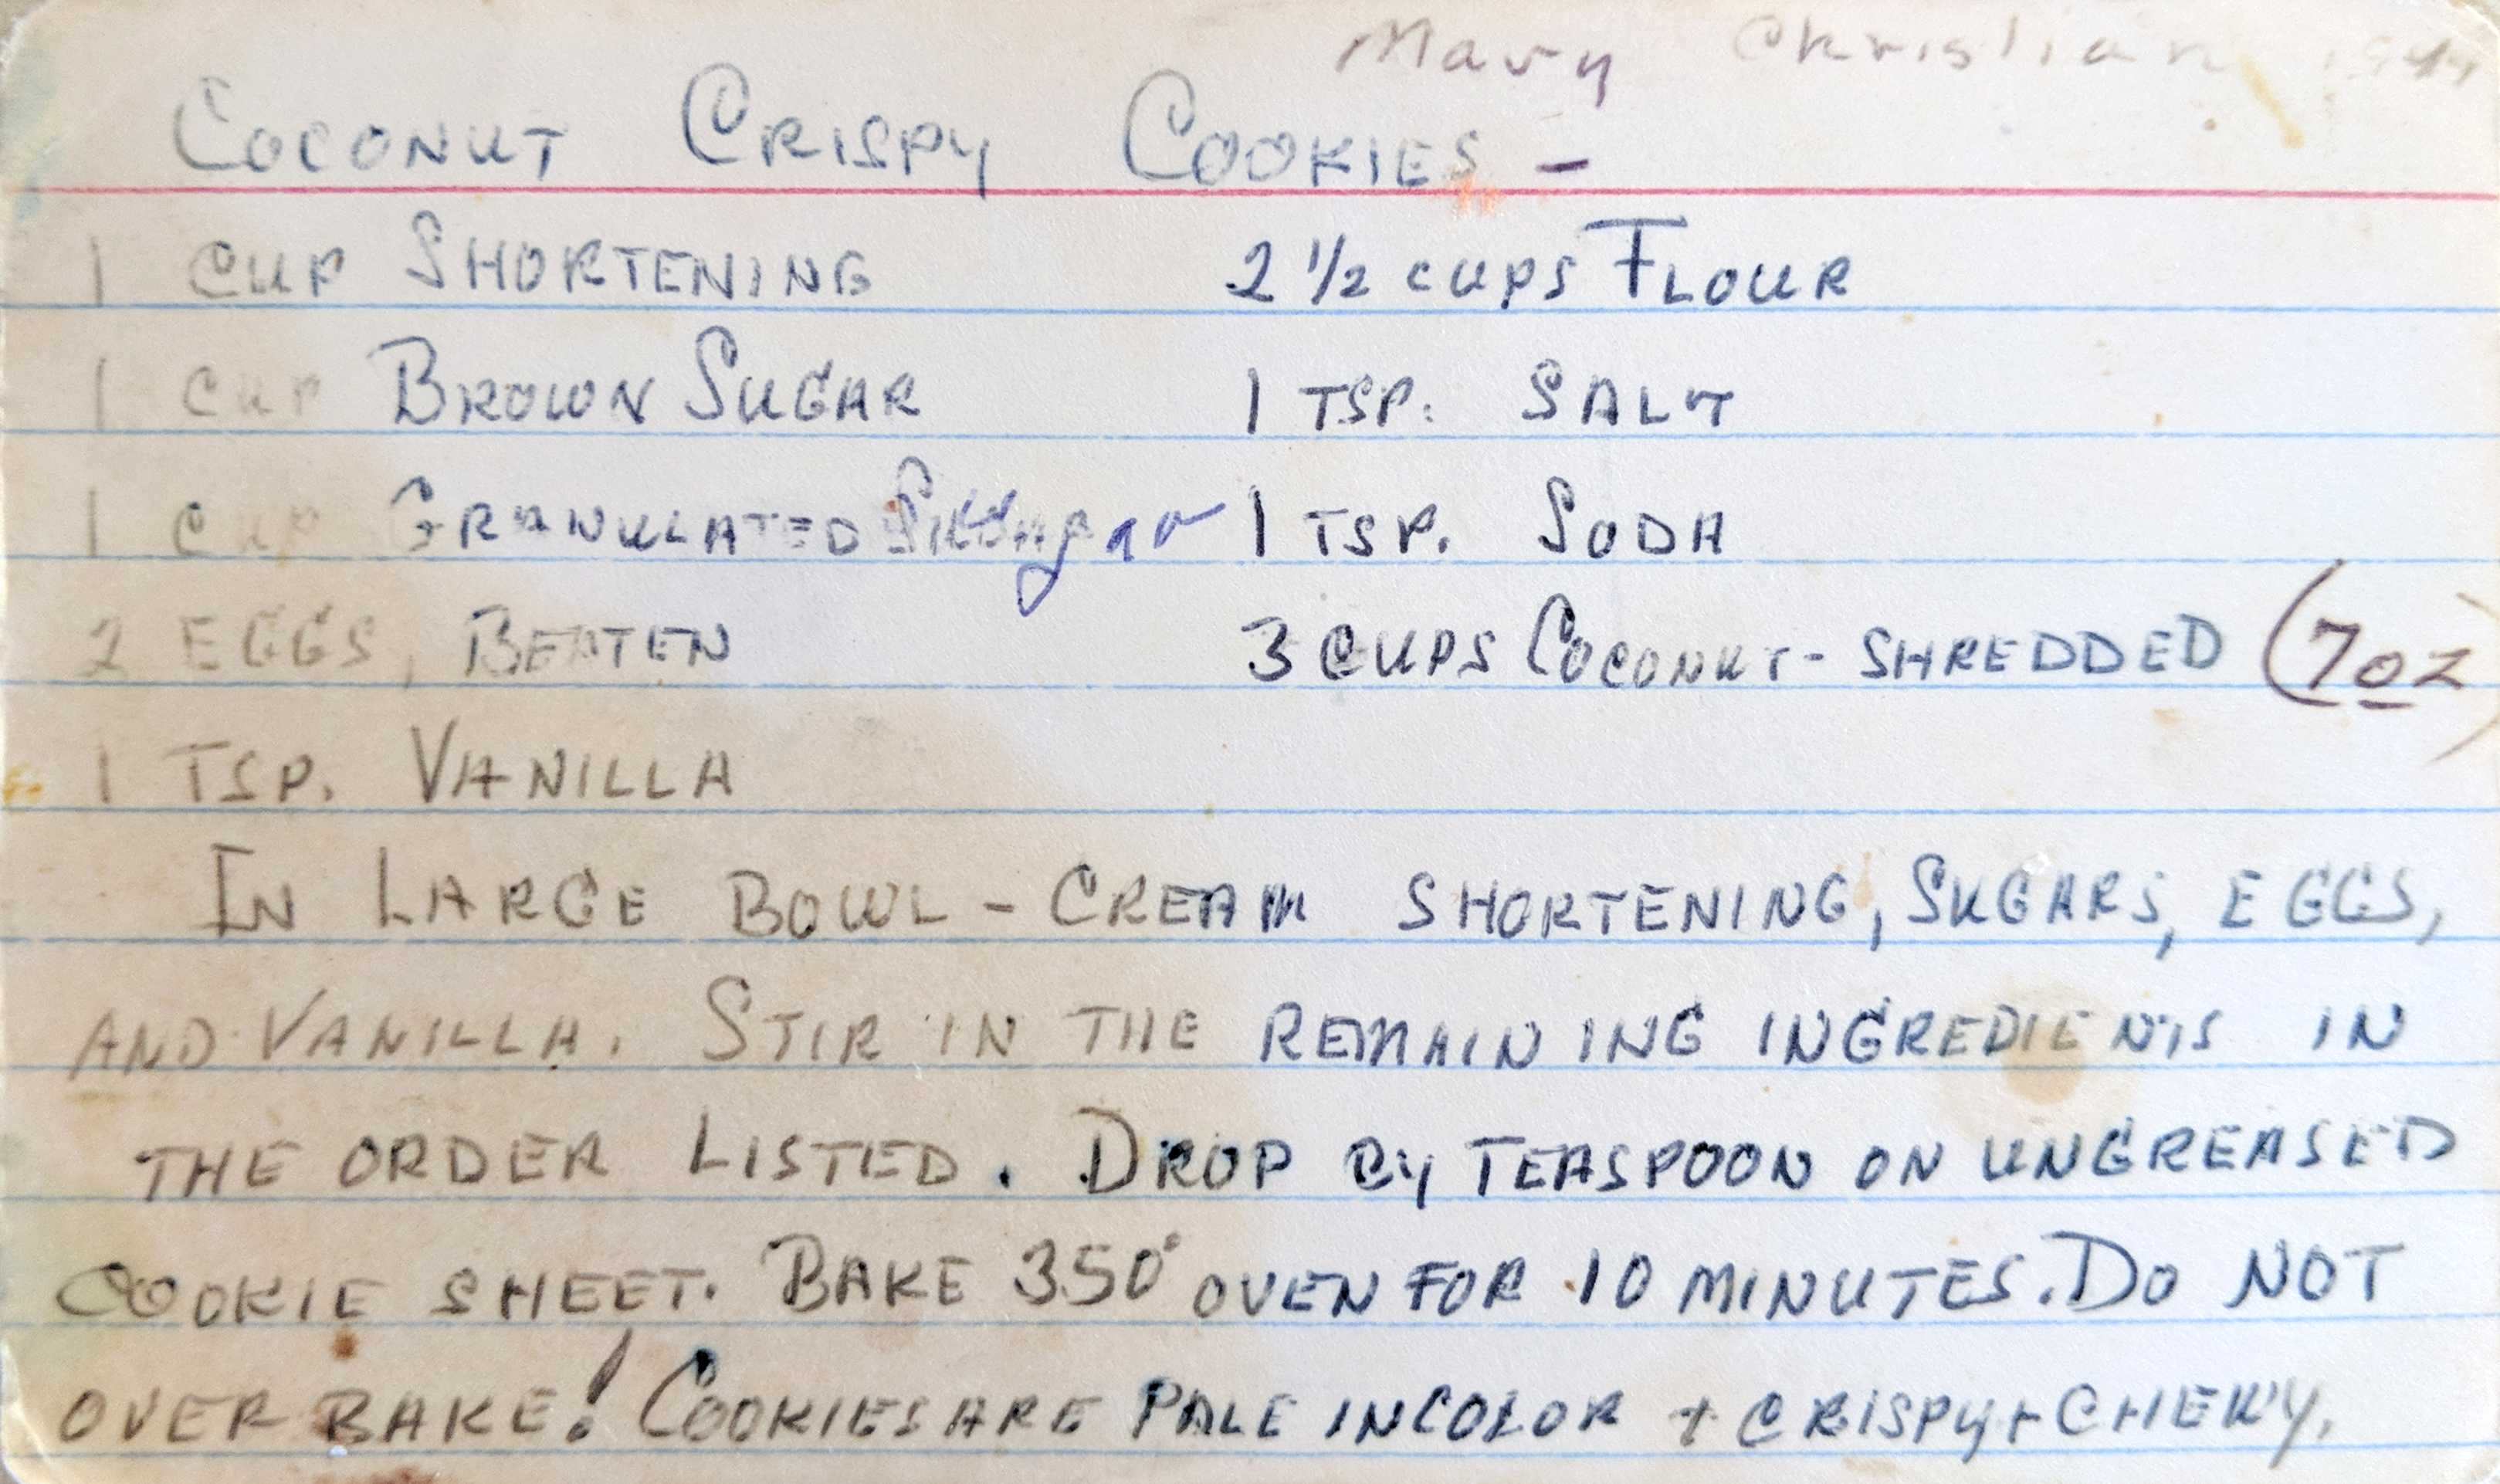 Mary Christian
COCONUT CRISPY COOKIES -
1 CUP SHORTENING 2 1/2 CUPS FLOUR
1 CUP BROWN SUGAR 1 TSP. SALT
1 CUP GRANULATED Sugar 1 TSP. SODA
2 EGGS, BEATEN 3 CUPS COCONUT - SHREDDED (7oz)
1 TSP. VANILLA
IN LARGE BOWL - CREAM SHORTENING, SUGARS, EGGS,
AND VANILLA. STIR IN THE REMAINING INGREDIENTS IN
THE ORDER LISTED. DROP BY TEASPOON ON UNGREASED
COOKIE SHEET. BAKE 350° OVEN FOR 10 MINUTES. DO NOT
OVER BAKE! COOKIES ARE PALE IN COLOR + CRISPY + CHEWY.